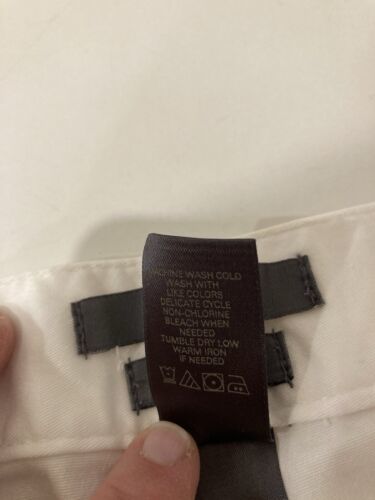 MACHINE WASH COLD
WASH WITH
LIKE COLORS
DELICATE CYCLE
NON-CHLORINE
BLEACH WHEN
NEEDED
TUMBLE DRY LOW
WARM IRON
IF NEEDED